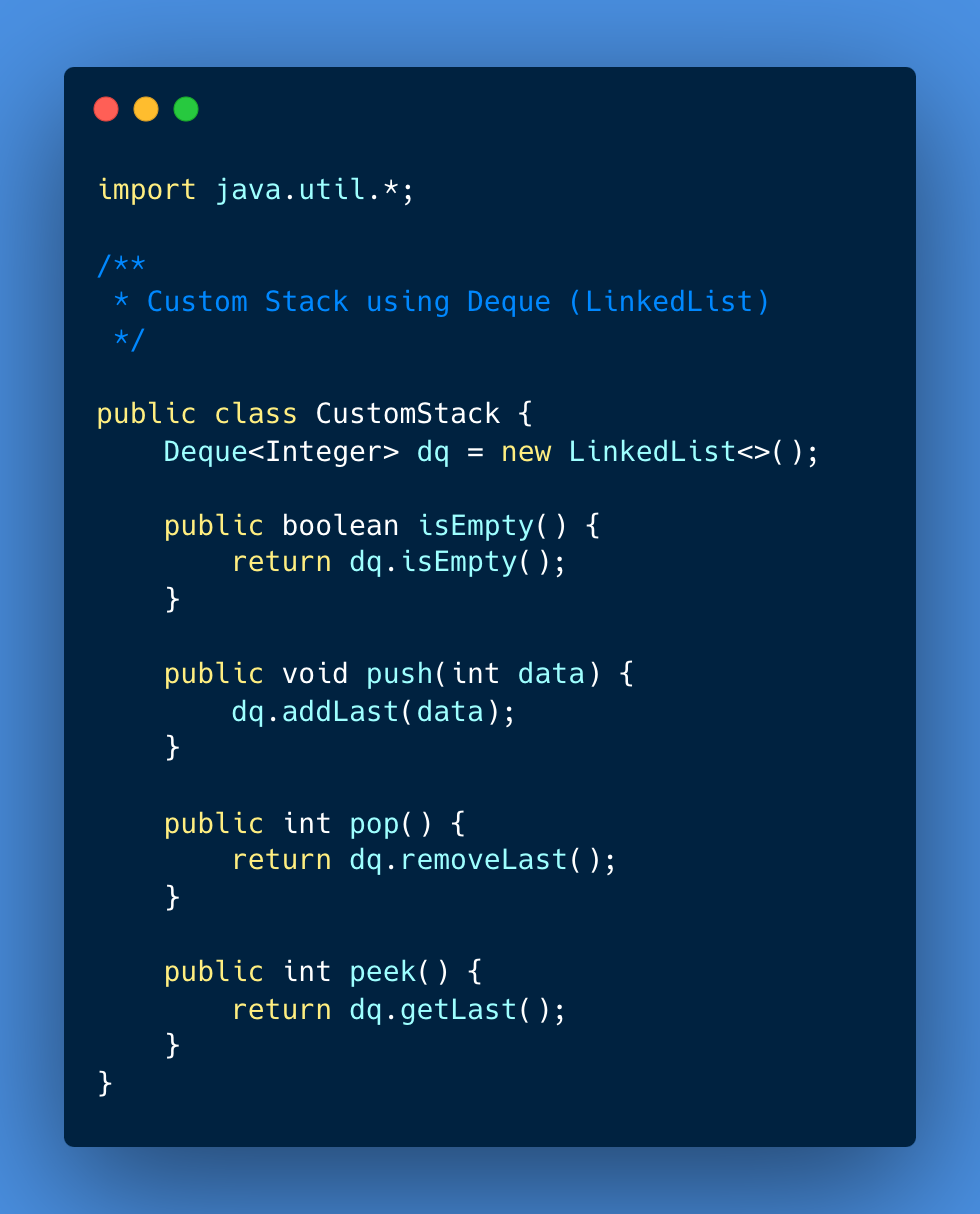 import java.util.*;

/**
 * Custom Stack using Deque (LinkedList)
 */

public class CustomStack {
    Deque<Integer> dq = new LinkedList<>();

    public boolean isEmpty() {
        return dq.isEmpty();
    }

    public void push(int data) {
        dq.addLast(data);
    }

    public int pop() {
        return dq.removeLast();
    }

    public int peek() {
        return dq.getLast();
    }
}